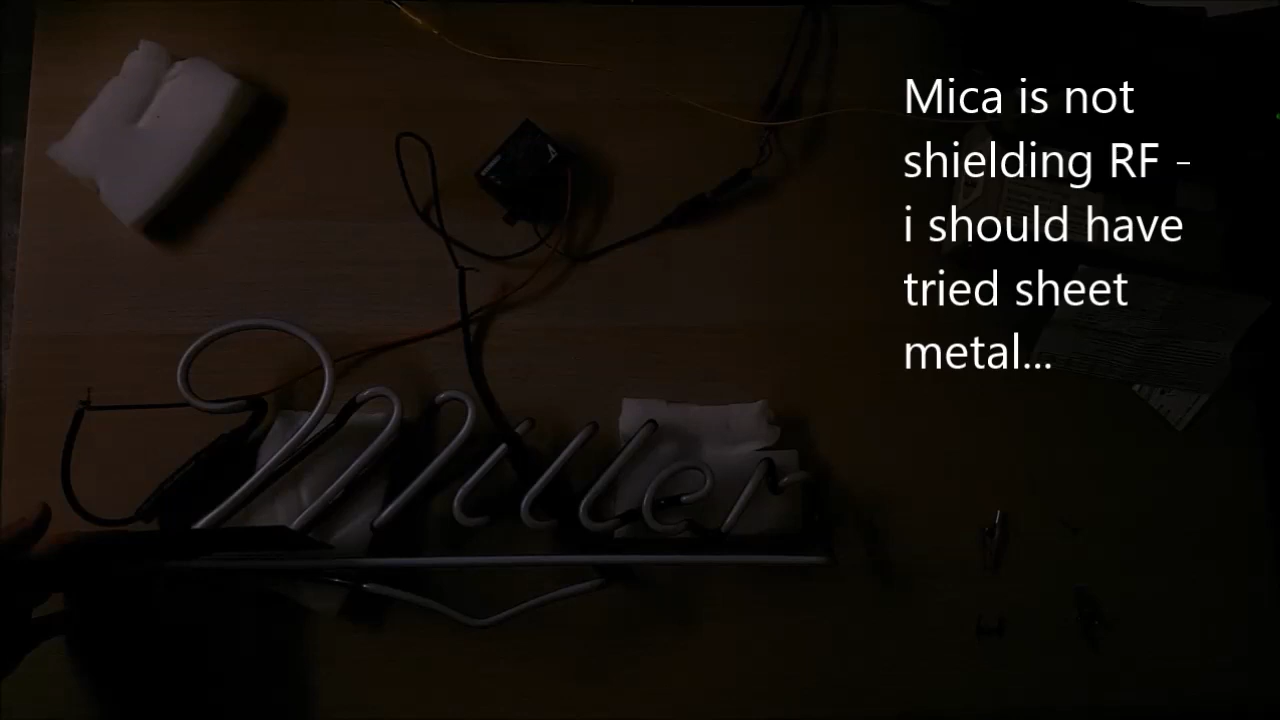 Mica is not
shielding RF -
i should have
tried sheet
metal...
Miller